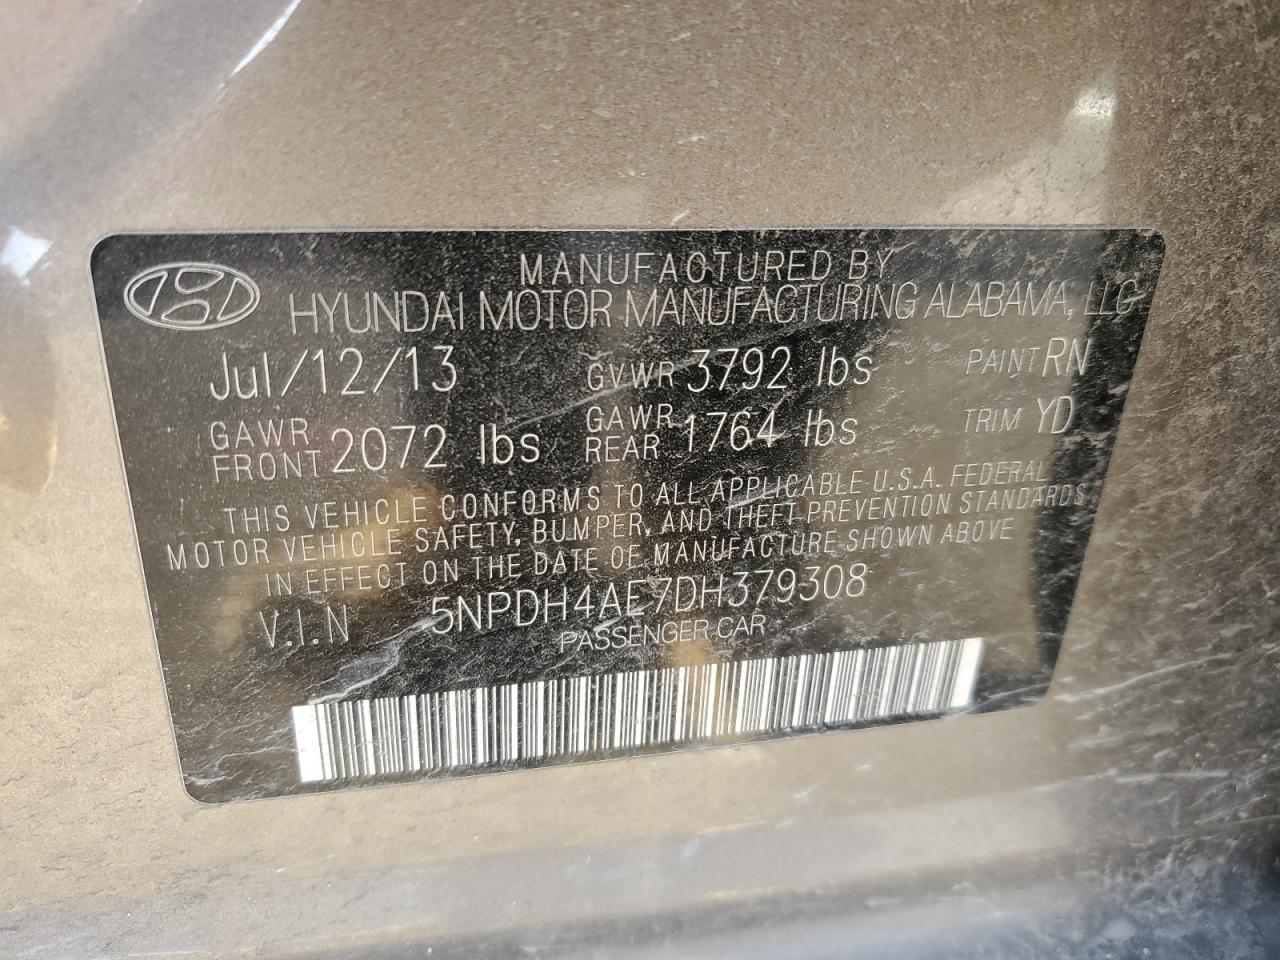 MANUFACTURED BY
HYUNDAI MOTOR MANUFACTURING ALABAMA, LLC
Jul/12/13 GVWR 3792 lbs PAINT RN
GAWR FRONT 2072 lbs GAWR REAR 1764 lbs TRIM YD
THIS VEHICLE CONFORMS TO ALL APPLICABLE U.S.A. FEDERAL
MOTOR VEHICLE SAFETY, BUMPER, AND THEFT PREVENTION STANDARDS
IN EFFECT ON THE DATE OF MANUFACTURE SHOWN ABOVE
V.I.N 5NPDH4AE7DH379308
PASSENGER CAR